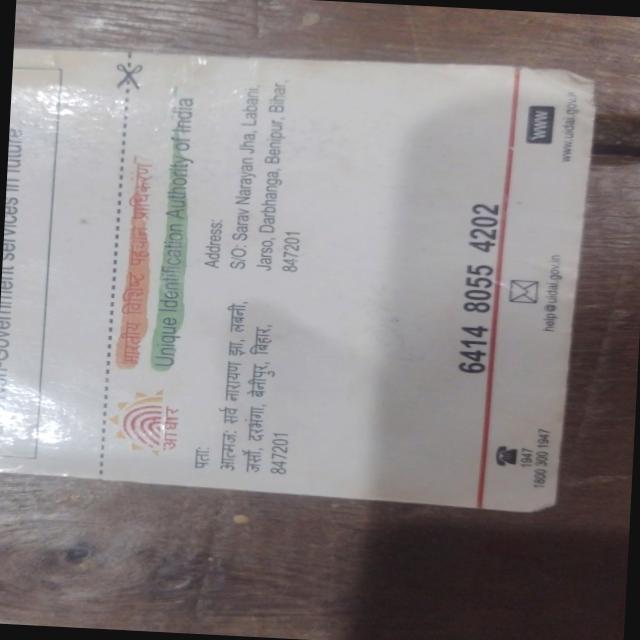 Government services in future.
भारतीय विशिष्ट पहचान प्राधिकरण
Unique Identification Authority of India
आधार
पता:
आत्मज: सर्व नारायण झा, लबनी,
दरभंगा, बेनीपुर, बिहार,
847201
Address:
S/O: Sarav Narayan Jha, Labani,
Jarso, Darbhanga, Benipur, Bihar,
847201
6414 8055 4202
1947
1800 300 1947
help@uidai.gov.in
WWW
www.uidai.gov.in